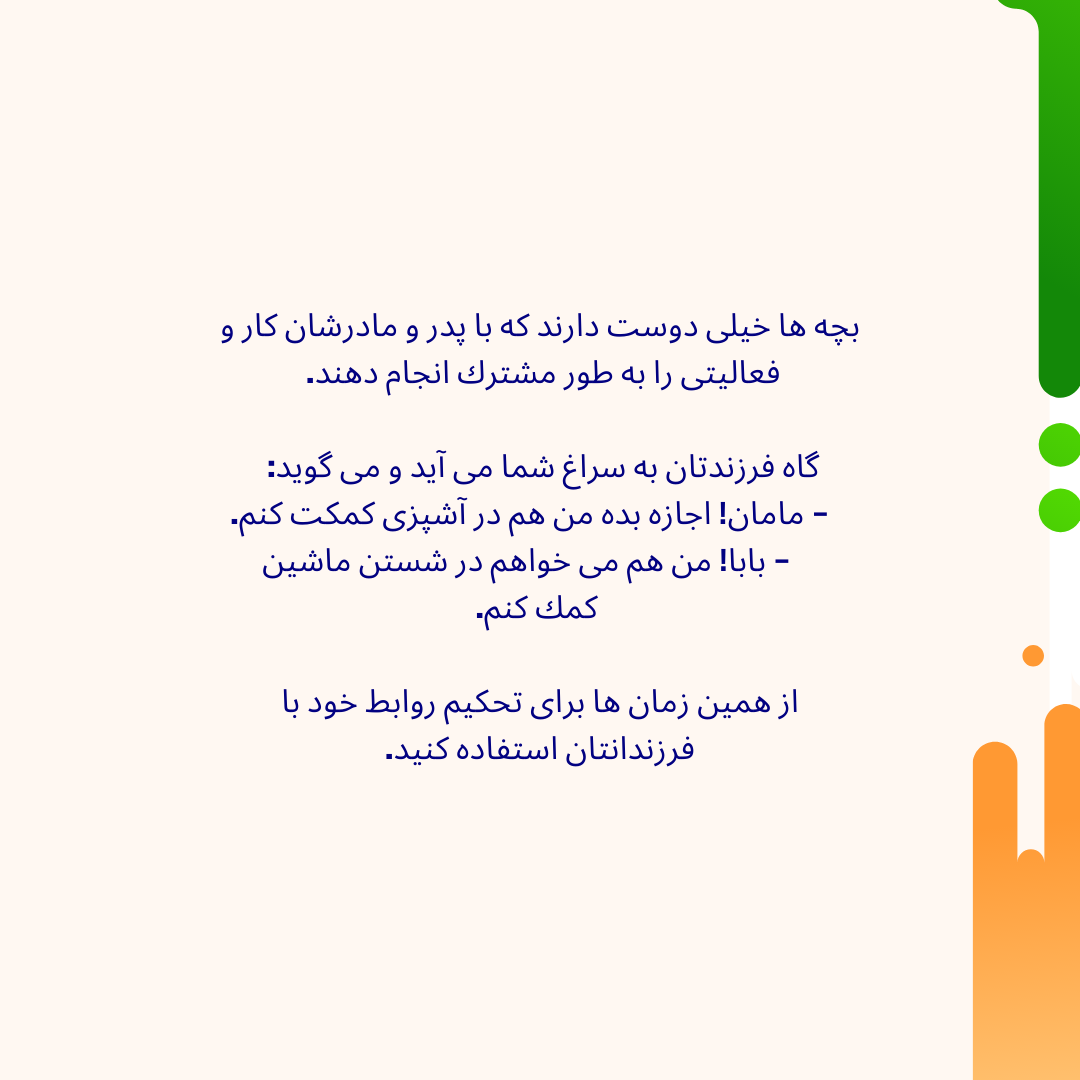 بچه ها خیلی دوست دارند که با پدر و مادرشان کار و
فعالیتی را به طور مشترك انجام دهند.
گاه فرزندتان به سراغ شما می آید و می گوید:
- مامان! اجازه بده من هم در آشپزی کمکت کنم.
- بابا! من هم می خواهم در شستن ماشین
كمك كنم.
از همین زمان ها برای تحکیم روابط خود با
فرزندانتان استفاده کنید.